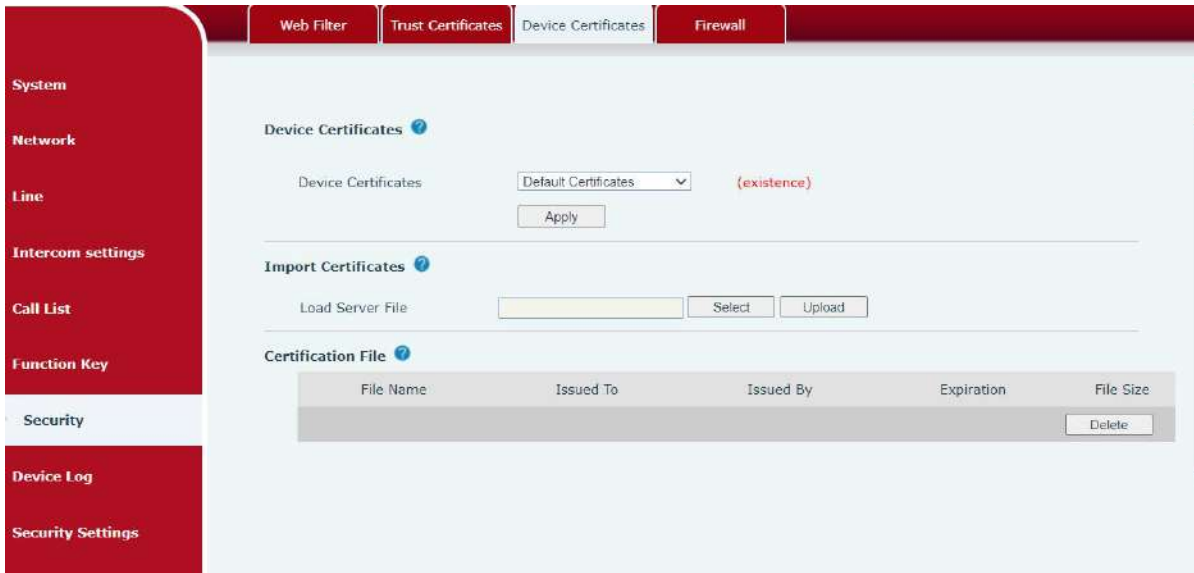 Web Filter Trust Certificates Device Certificates Firewall
System
Network
Line
Intercom settings
Call List
Function Key
Security
Device Log
Security Settings
Device Certificates ?
Device Certificates Default Certificates (existence)
Apply
Import Certificates ?
Load Server File Select Upload
Certification File ?
File Name Issued To Issued By Expiration File Size
Delete